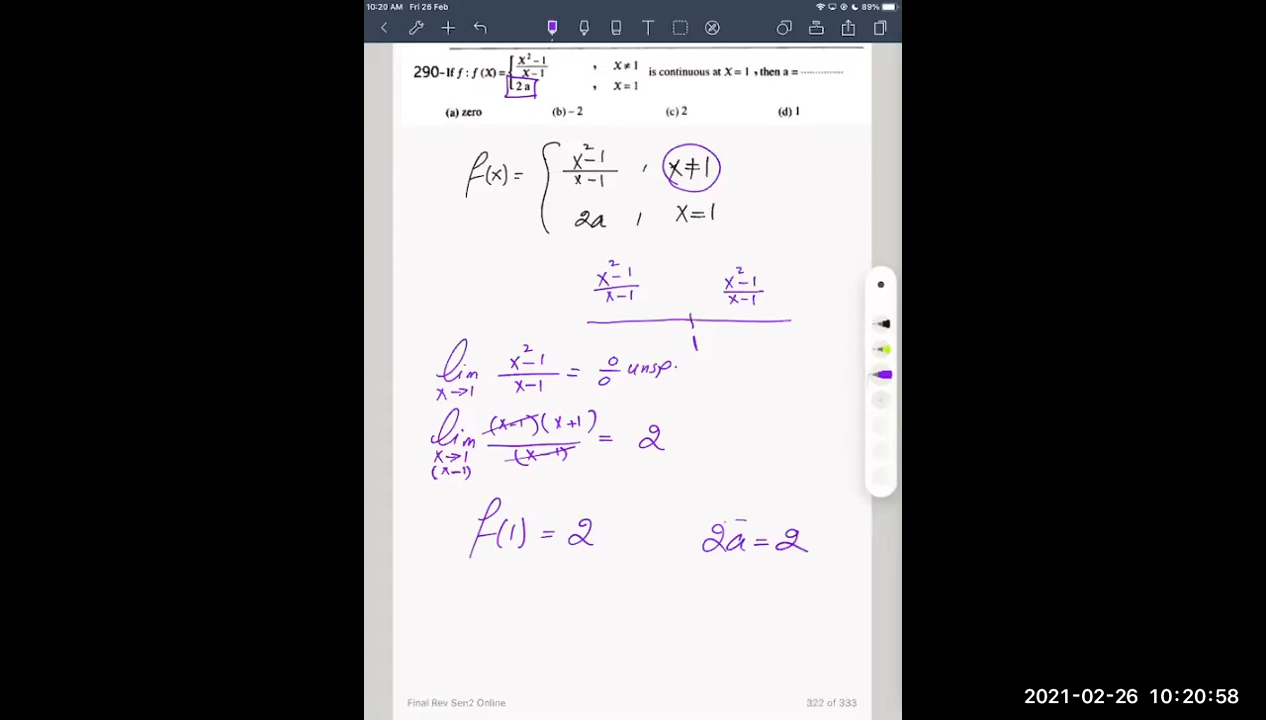 10:20 AM Fri 26 Feb 89%
290-If f : f(X) = { (X² – 1)/(X – 1) , X ≠ 1
2 a , X = 1 is continuous at X = 1 , then a = ················
(a) zero (b) – 2 (c) 2 (d) 1
f(x) = { (x² – 1)/(x – 1) , x ≠ 1
2a , x = 1
(x² – 1)/(x – 1) (x² – 1)/(x – 1)
1
lim x→1 (x² – 1)/(x – 1) = 0/0 unsp.
lim x→1 (x–1) (x–1)(x+1)/(x–1) = 2
f(1) = 2 2a = 2
Final Rev Sen2 Online 322 of 333
2021-02-26 10:20:58